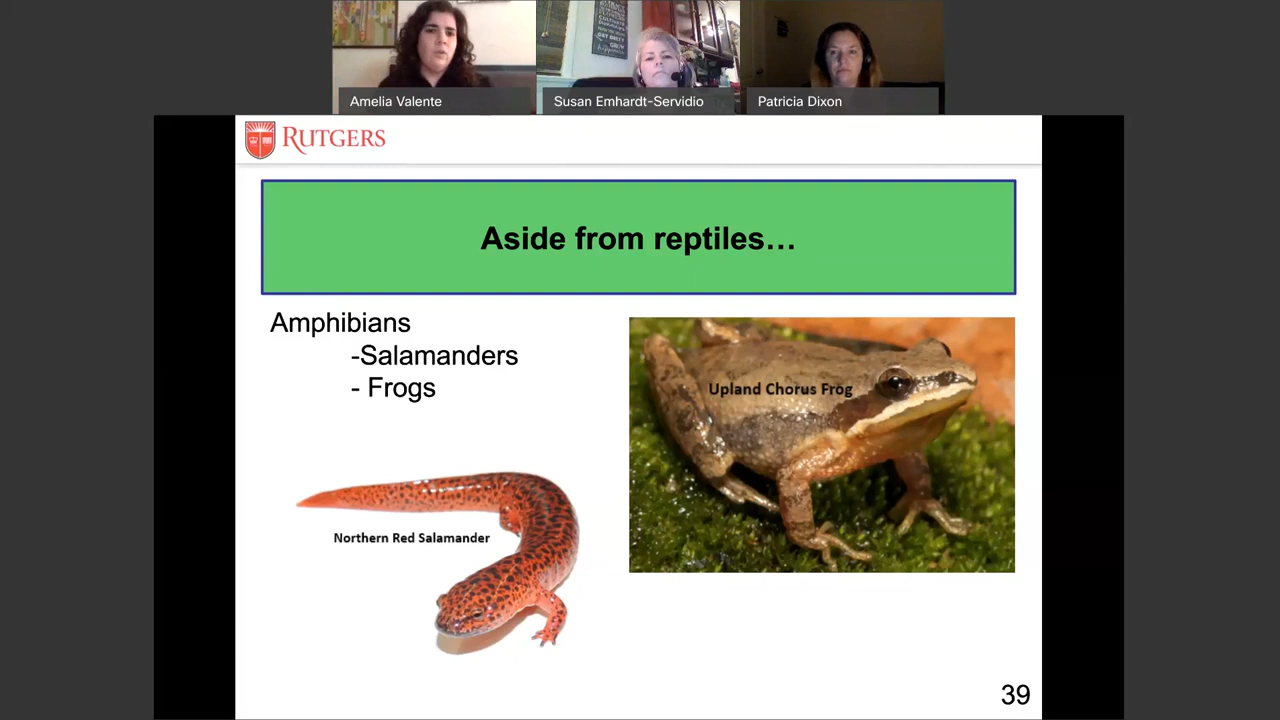 Amelia Valente
Susan Emhardt-Servidio
Patricia Dixon
RUTGERS
Aside from reptiles...
Amphibians
-Salamanders
- Frogs
Upland Chorus Frog
Northern Red Salamander
39